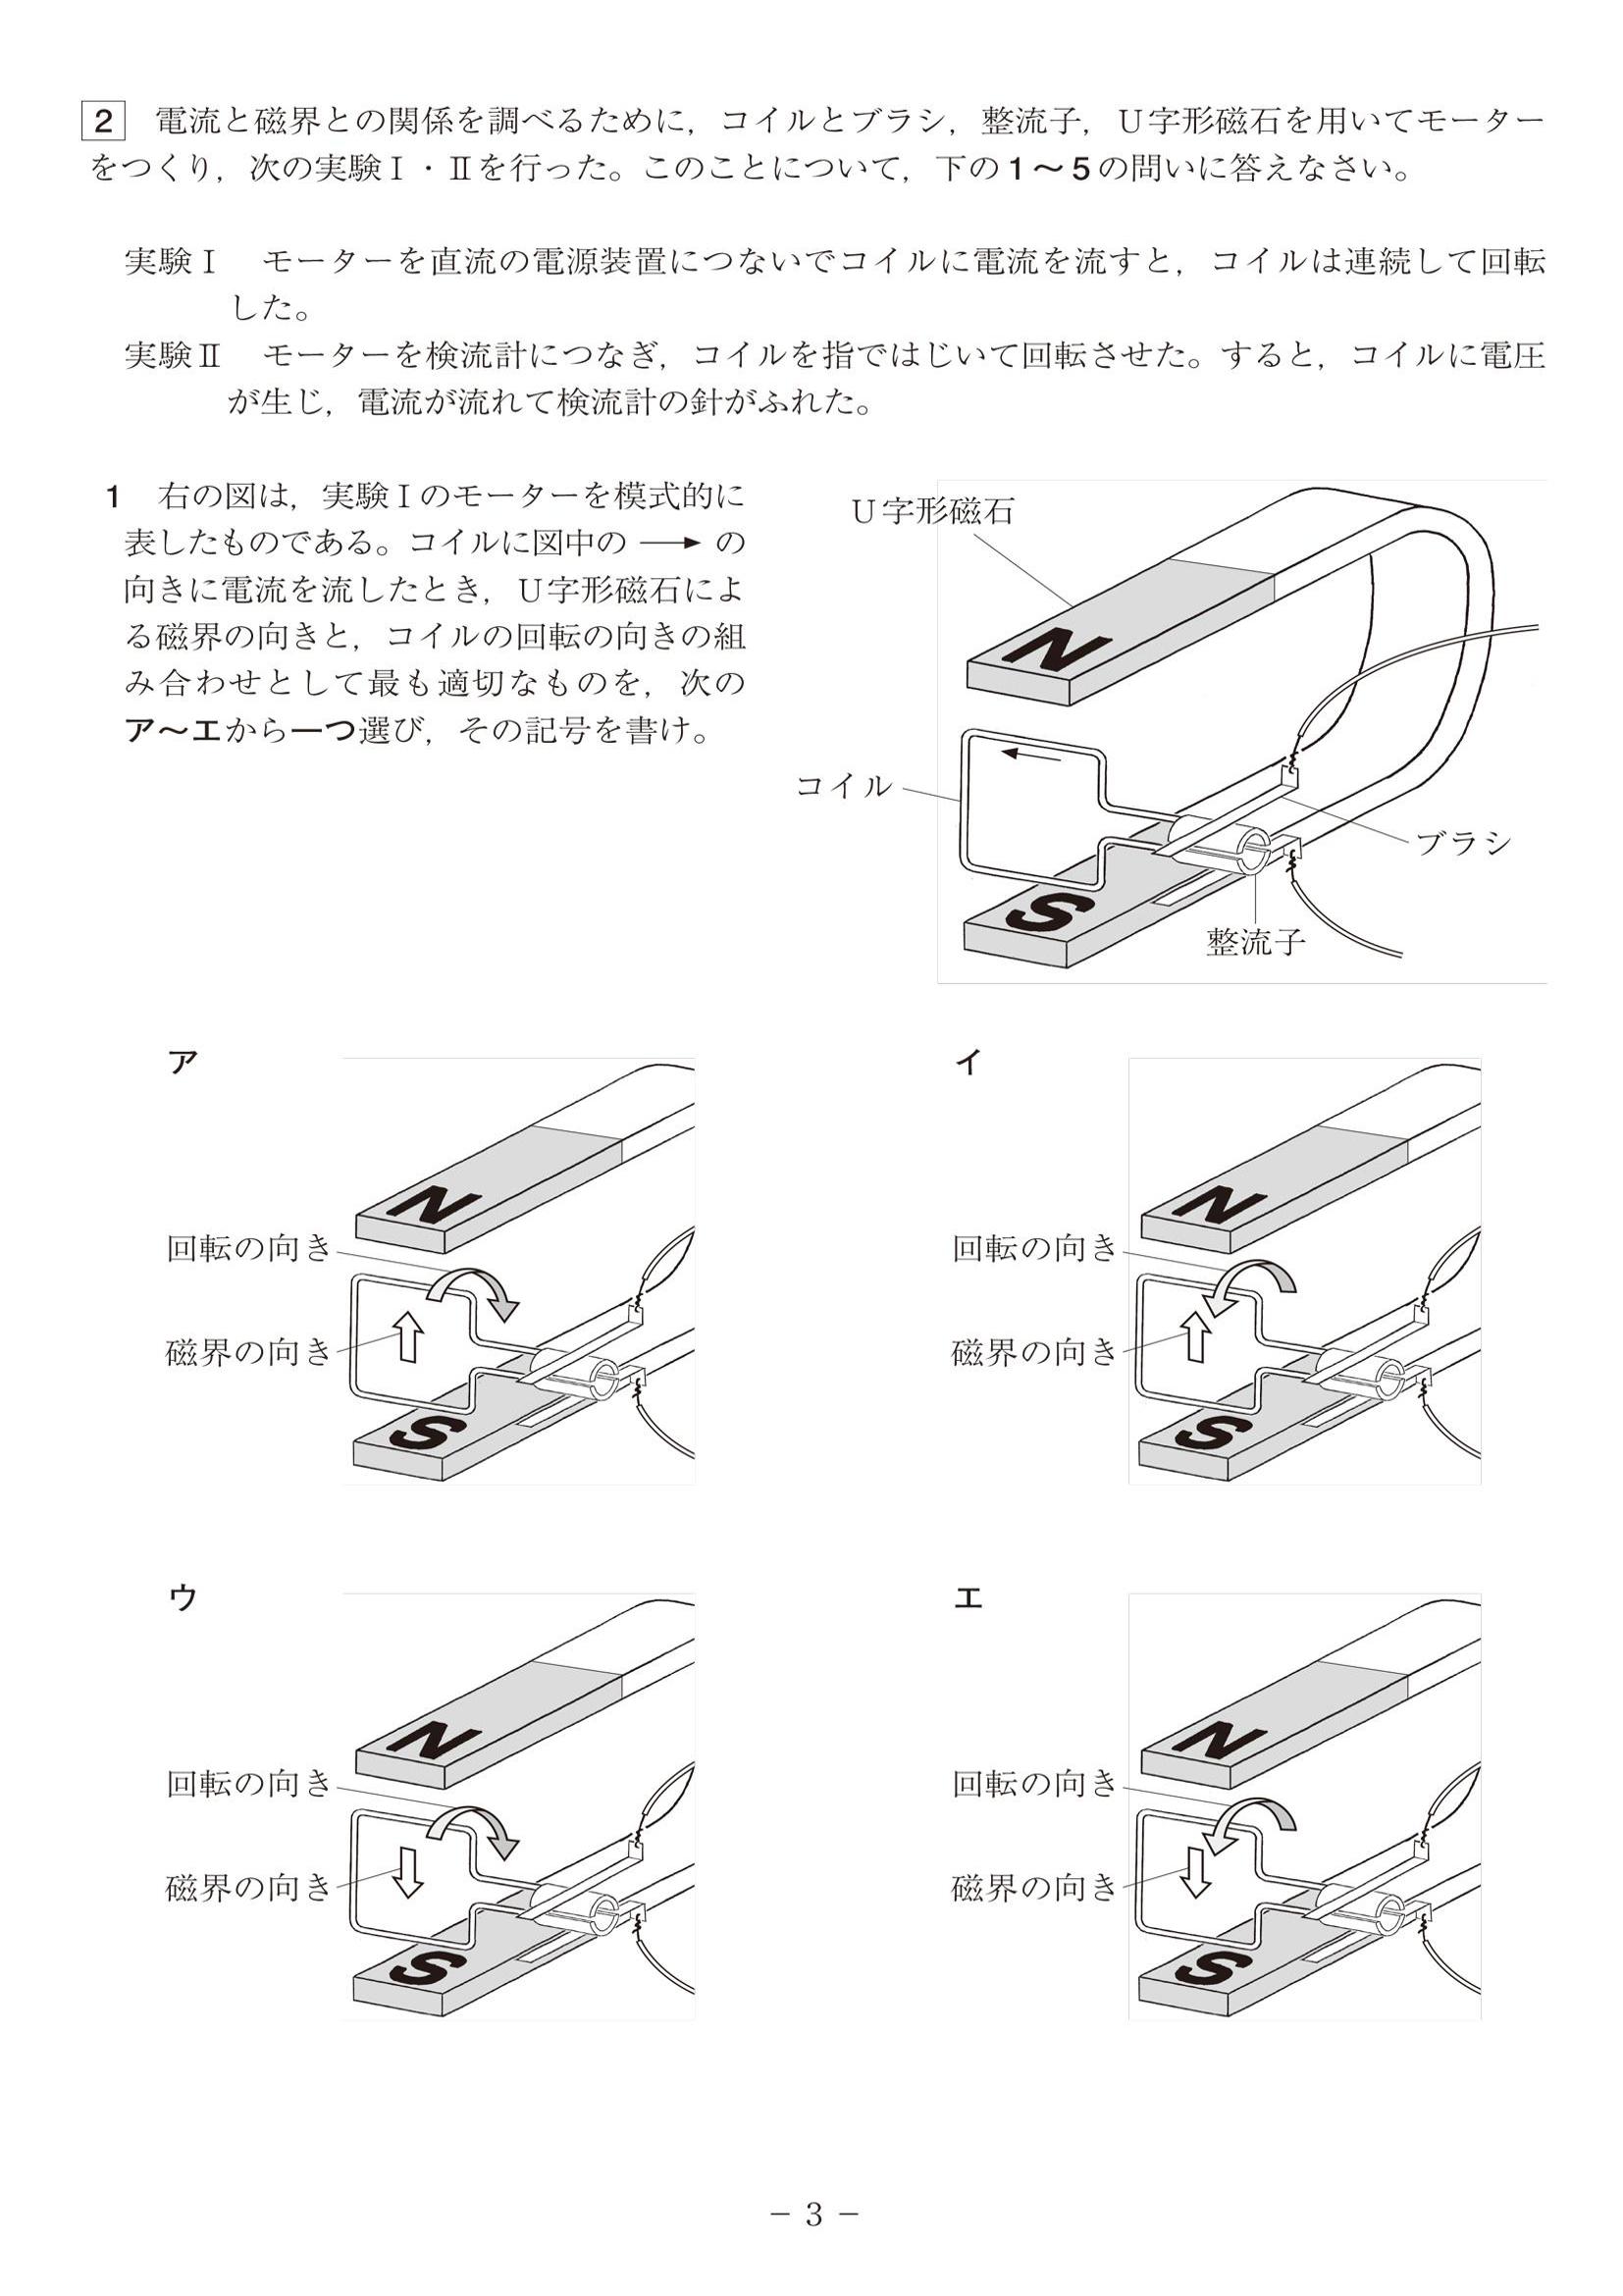 2 電流と磁界との関係を調べるために，コイルとブラシ，整流子，U字形磁石を用いてモーター
をつくり，次の実験Ⅰ・Ⅱを行った。このことについて，下の1～5の問いに答えなさい。
実験Ⅰ モーターを直流の電源装置につないでコイルに電流を流すと，コイルは連続して回転
した。
実験Ⅱ モーターを検流計につなぎ，コイルを指ではじいて回転させた。すると，コイルに電圧
が生じ，電流が流れて検流計の針がふれた。
1 右の図は，実験Ⅰのモーターを模式的に
表したものである。コイルに図中の → の
向きに電流を流したとき，U字形磁石によ
る磁界の向きと，コイルの回転の向きの組
み合わせとして最も適切なものを，次の
ア～エから一つ選び，その記号を書け。
U字形磁石
N
コイル
ブラシ
S
整流子
ア
N
回転の向き
磁界の向き
S
イ
N
回転の向き
磁界の向き
S
ウ
N
回転の向き
磁界の向き
S
エ
N
回転の向き
磁界の向き
S
－ 3 －